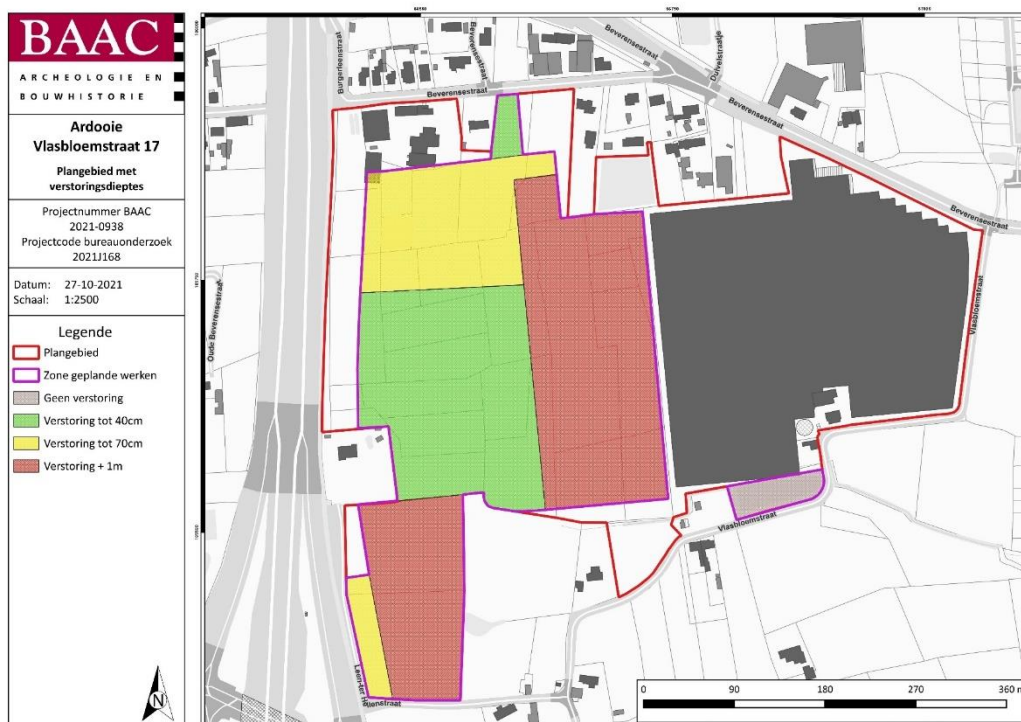 BAAC
ARCHEOLOGIE EN
BOUWHISTORIE
Ardooie
Vlasbloemstraat 17
Plangebied met
verstoringsdieptes
Projectnummer BAAC
2021-0938
Projectcode bureauonderzoek
2021J168
Datum: 27-10-2021
Schaal: 1:2500
Legende
Plangebied
Zone geplande werken
Geen verstoring
Verstoring tot 40cm
Verstoring tot 70cm
Verstoring + 1m
N
Burgerloenstraat
Beverensestraat
Beverensestraat
Beverensestraat
Duivelstraatje
Beverensestraat
Beverensestraat
Vlasbloemstraat
Oude Beverensestraat
Vlasbloemstraat
0 90 180 270 360 m